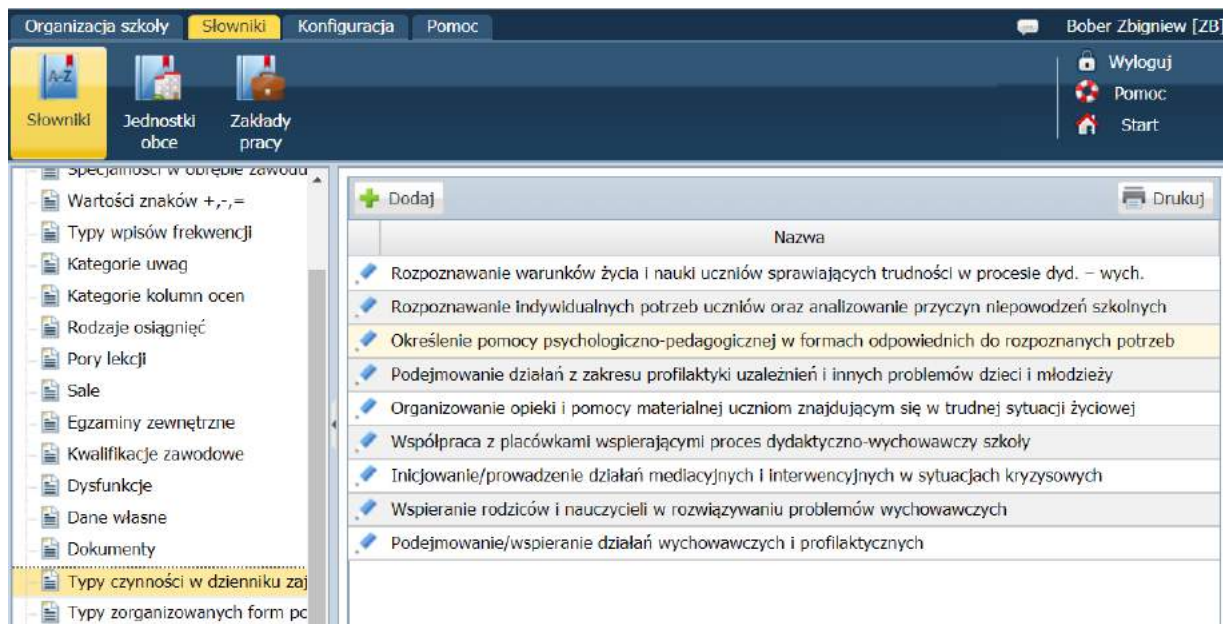 Organizacja szkoły Słowniki Konfiguracja Pomoc Bober Zbigniew [ZB]
Słowniki
Jednostki
obce
Zakłady
pracy
Wyloguj
Pomoc
Start
Specjalności w obrębie zawodu
Wartości znaków +,-,=
Typy wpisów frekwencji
Kategorie uwag
Kategorie kolumn ocen
Rodzaje osiągnięć
Pory lekcji
Sale
Egzaminy zewnętrzne
Kwalifikacje zawodowe
Dysfunkcje
Dane własne
Dokumenty
Typy czynności w dzienniku zaj
Typy zorganizowanych form po
Dodaj Drukuj
Nazwa
Rozpoznawanie warunków życia i nauki uczniów sprawiających trudności w procesie dyd. – wych.
Rozpoznawanie indywidualnych potrzeb uczniów oraz analizowanie przyczyn niepowodzeń szkolnych
Określenie pomocy psychologiczno-pedagogicznej w formach odpowiednich do rozpoznanych potrzeb
Podejmowanie działań z zakresu profilaktyki uzależnień i innych problemów dzieci i młodzieży
Organizowanie opieki i pomocy materialnej uczniom znajdującym się w trudnej sytuacji życiowej
Współpraca z placówkami wspierającymi proces dydaktyczno-wychowawczy szkoły
Inicjowanie/prowadzenie działań mediacyjnych i interwencyjnych w sytuacjach kryzysowych
Wspieranie rodziców i nauczycieli w rozwiązywaniu problemów wychowawczych
Podejmowanie/wspieranie działań wychowawczych i profilaktycznych